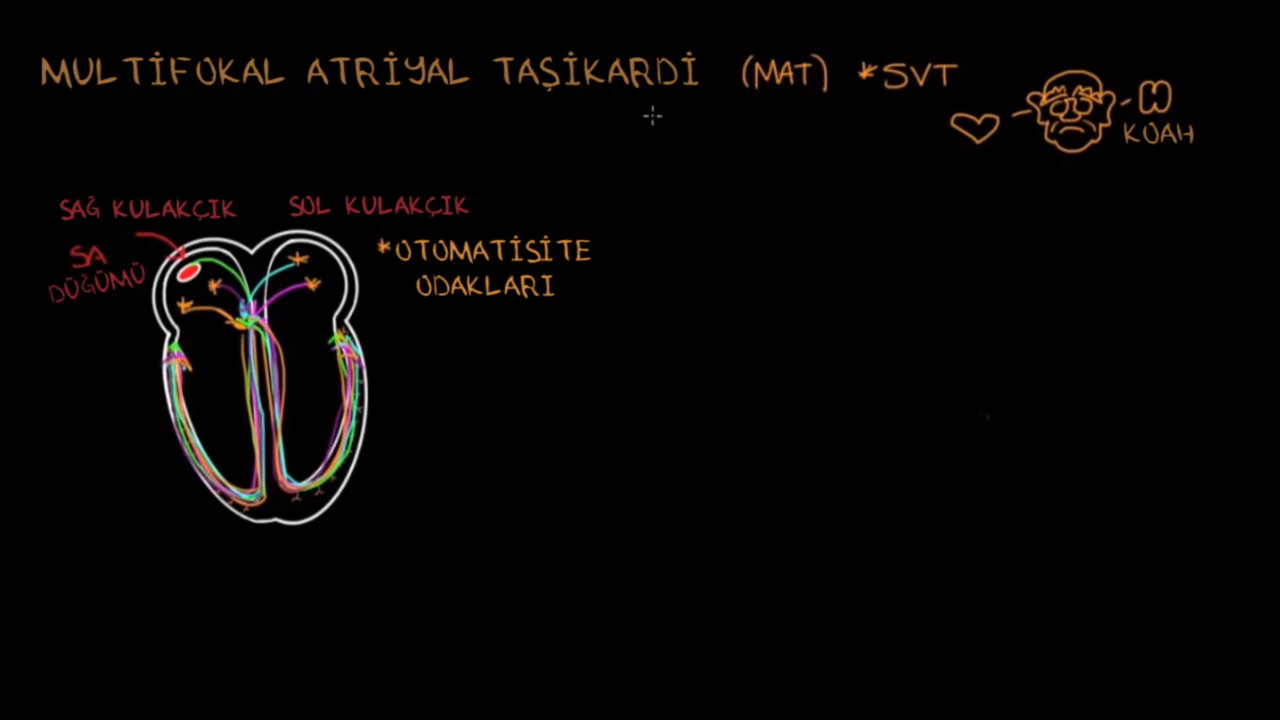 MULTİFOKAL ATRİYAL TAŞİKARDİ (MAT) *SVT
KOAH
SAĞ KULAKÇIK
SOL KULAKÇIK
SA
DÜĞÜMÜ
*OTOMATİSİTE
ODAKLARI